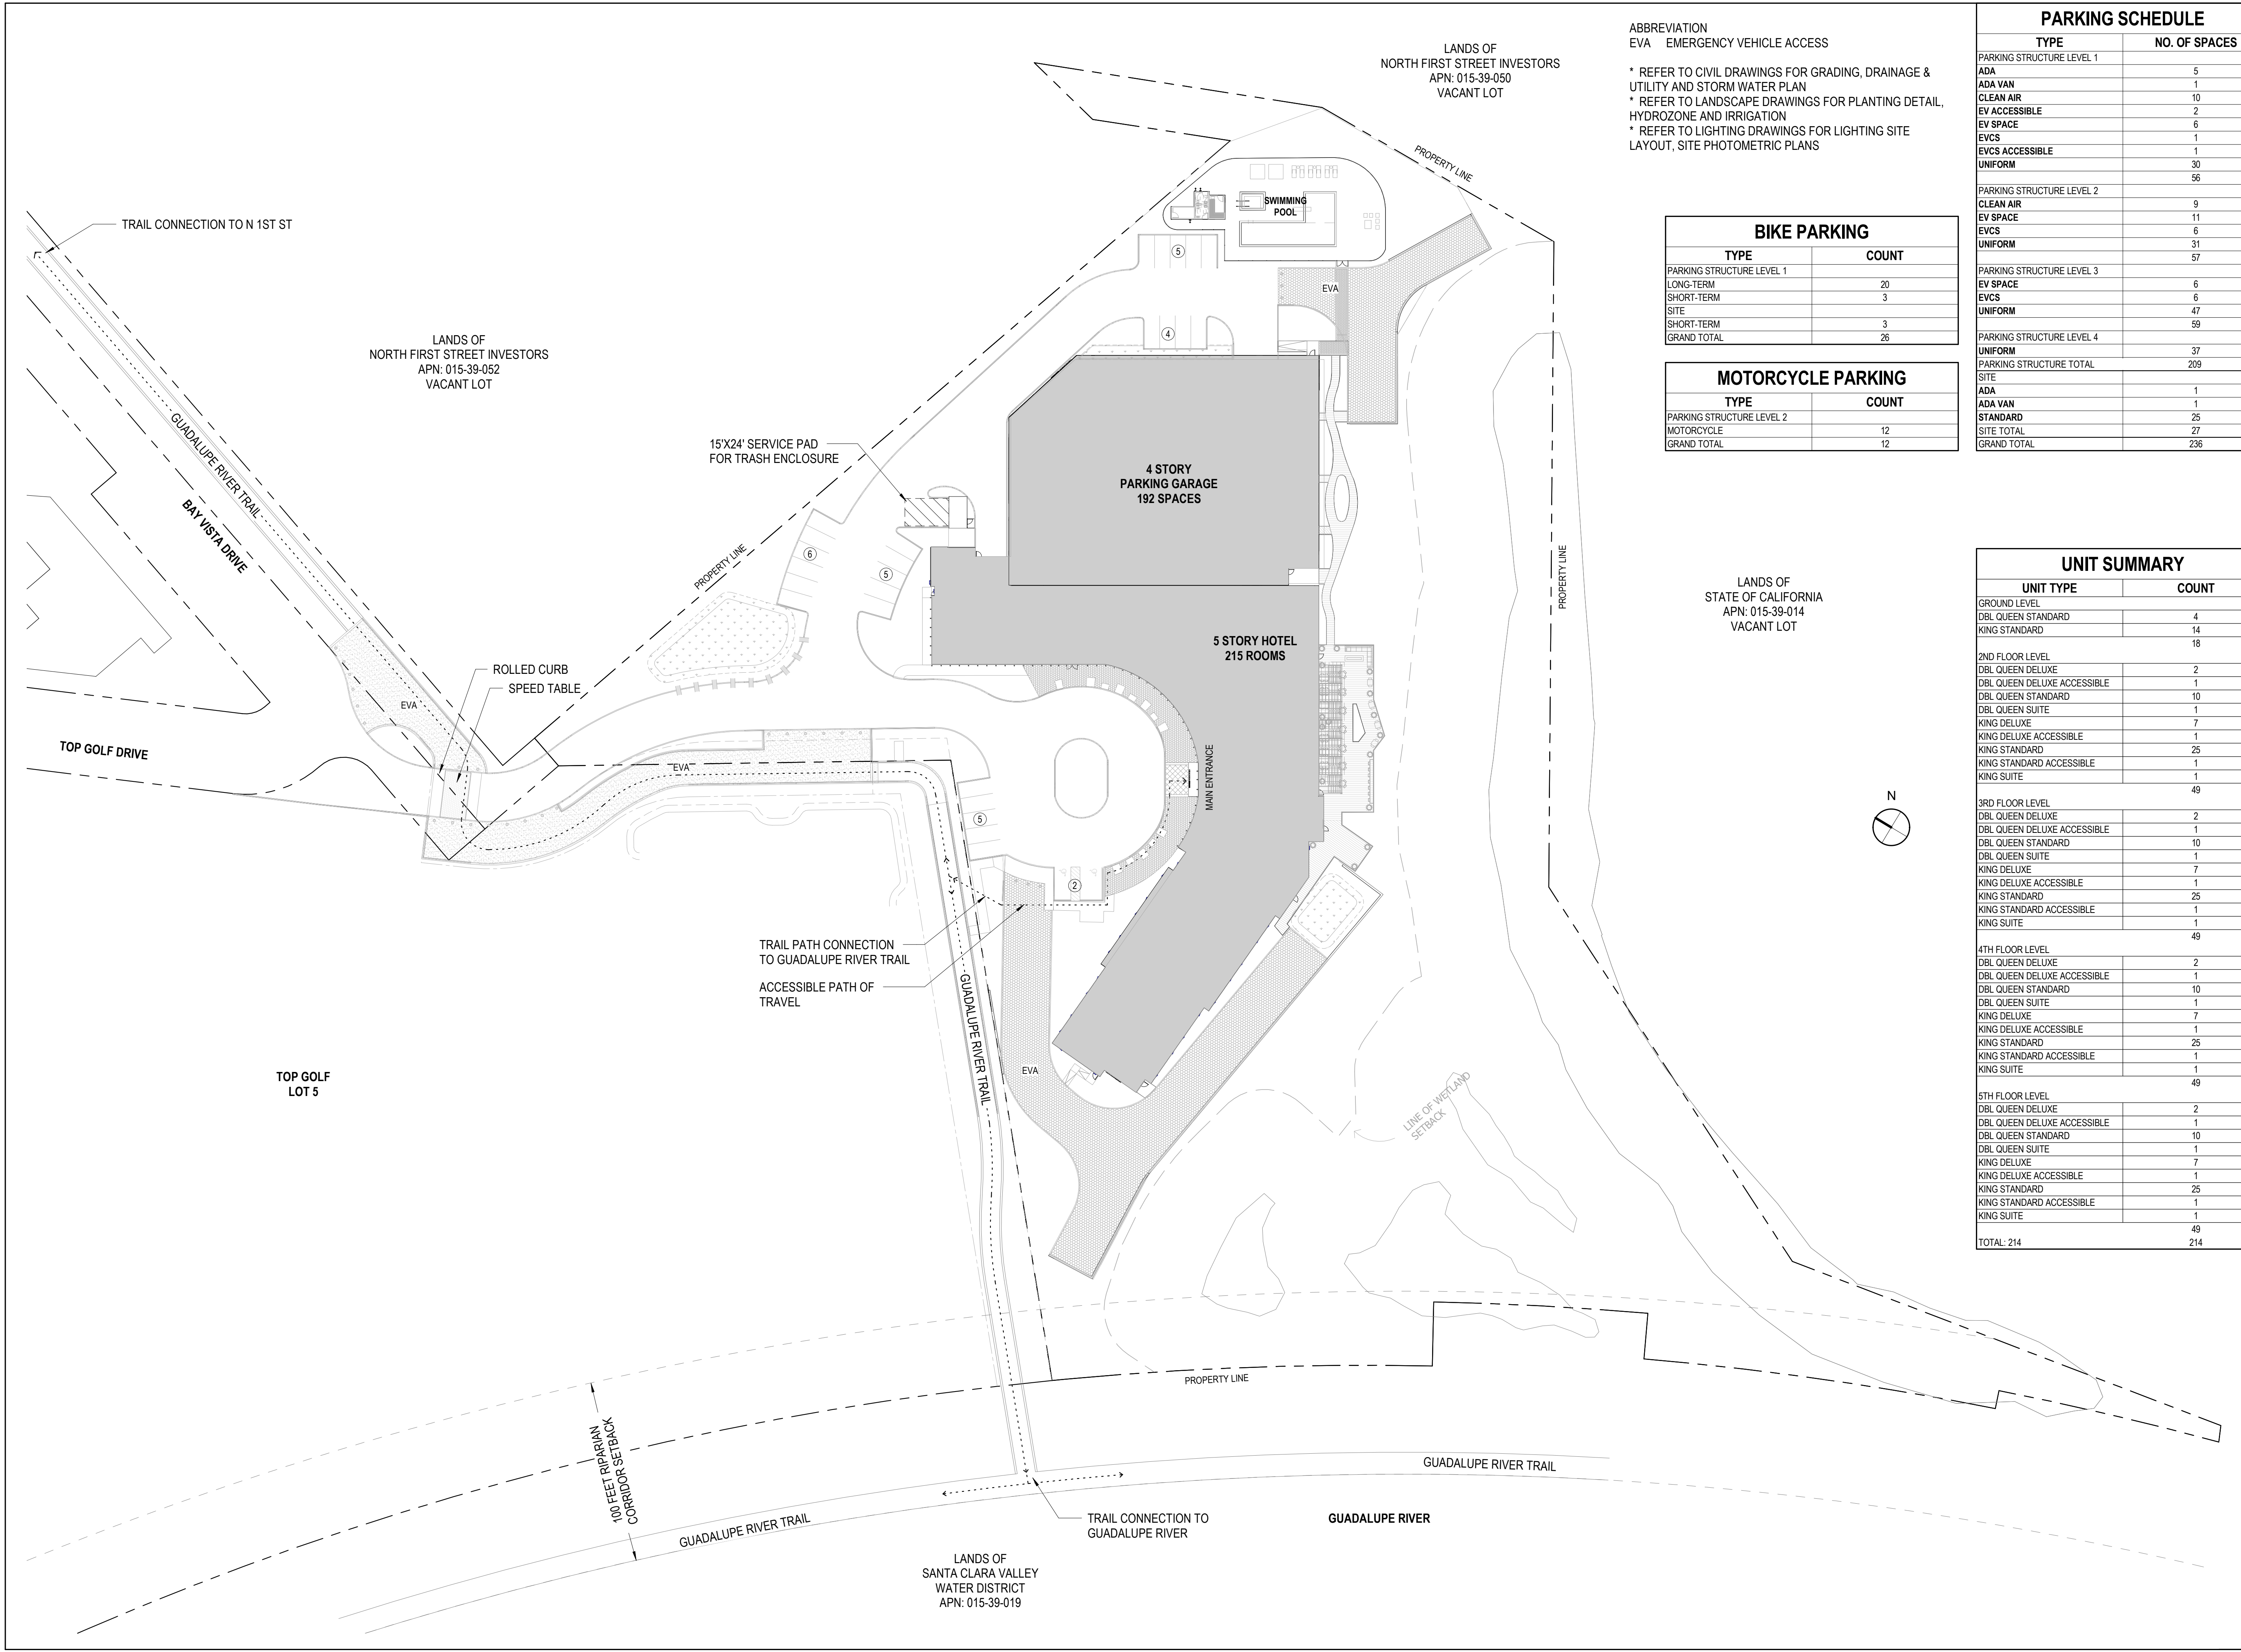 ABBREVIATION
EVA EMERGENCY VEHICLE ACCESS
* REFER TO CIVIL DRAWINGS FOR GRADING, DRAINAGE &
UTILITY AND STORM WATER PLAN
* REFER TO LANDSCAPE DRAWINGS FOR PLANTING DETAIL,
HYDROZONE AND IRRIGATION
* REFER TO LIGHTING DRAWINGS FOR LIGHTING SITE
LAYOUT, SITE PHOTOMETRIC PLANS
LANDS OF
NORTH FIRST STREET INVESTORS
APN: 015-39-050
VACANT LOT
PROPERTY LINE
SWIMMING
POOL
TRAIL CONNECTION TO N 1ST ST
5
EVA
4
LANDS OF
NORTH FIRST STREET INVESTORS
APN: 015-39-052
VACANT LOT
GUADALUPE RIVER TRAIL
BAY VISTA DRIVE
15'X24' SERVICE PAD
FOR TRASH ENCLOSURE
4 STORY
PARKING GARAGE
192 SPACES
6
5
PROPERTY LINE
PROPERTY LINE
LANDS OF
STATE OF CALIFORNIA
APN: 015-39-014
VACANT LOT
5 STORY HOTEL
215 ROOMS
ROLLED CURB
SPEED TABLE
EVA
TOP GOLF DRIVE
EVA
MAIN ENTRANCE
N
5
2
TRAIL PATH CONNECTION
TO GUADALUPE RIVER TRAIL
ACCESSIBLE PATH OF
TRAVEL
GUADALUPE RIVER TRAIL
EVA
TOP GOLF
LOT 5
LINE OF WETLAND
SETBACK
PROPERTY LINE
100 FEET RIPARIAN
CORRIDOR SETBACK
GUADALUPE RIVER TRAIL
GUADALUPE RIVER TRAIL
TRAIL CONNECTION TO
GUADALUPE RIVER
GUADALUPE RIVER
LANDS OF
SANTA CLARA VALLEY
WATER DISTRICT
APN: 015-39-019
BIKE PARKING
TYPE COUNT
PARKING STRUCTURE LEVEL 1
LONG-TERM 20
SHORT-TERM 3
SITE
SHORT-TERM 3
GRAND TOTAL 26
MOTORCYCLE PARKING
TYPE COUNT
PARKING STRUCTURE LEVEL 2
MOTORCYCLE 12
GRAND TOTAL 12
PARKING SCHEDULE
TYPE NO. OF SPACES
PARKING STRUCTURE LEVEL 1
ADA 5
ADA VAN 1
CLEAN AIR 10
EV ACCESSIBLE 2
EV SPACE 6
EVCS 1
EVCS ACCESSIBLE 1
UNIFORM 30
56
PARKING STRUCTURE LEVEL 2
CLEAN AIR 9
EV SPACE 11
EVCS 6
UNIFORM 31
57
PARKING STRUCTURE LEVEL 3
EV SPACE 6
EVCS 6
UNIFORM 47
59
PARKING STRUCTURE LEVEL 4
UNIFORM 37
PARKING STRUCTURE TOTAL 209
SITE
ADA 1
ADA VAN 1
STANDARD 25
SITE TOTAL 27
GRAND TOTAL 236
UNIT SUMMARY
UNIT TYPE COUNT
GROUND LEVEL
DBL QUEEN STANDARD 4
KING STANDARD 14
18
2ND FLOOR LEVEL
DBL QUEEN DELUXE 2
DBL QUEEN DELUXE ACCESSIBLE 1
DBL QUEEN STANDARD 10
DBL QUEEN SUITE 1
KING DELUXE 7
KING DELUXE ACCESSIBLE 1
KING STANDARD 25
KING STANDARD ACCESSIBLE 1
KING SUITE 1
49
3RD FLOOR LEVEL
DBL QUEEN DELUXE 2
DBL QUEEN DELUXE ACCESSIBLE 1
DBL QUEEN STANDARD 10
DBL QUEEN SUITE 1
KING DELUXE 7
KING DELUXE ACCESSIBLE 1
KING STANDARD 25
KING STANDARD ACCESSIBLE 1
KING SUITE 1
49
4TH FLOOR LEVEL
DBL QUEEN DELUXE 2
DBL QUEEN DELUXE ACCESSIBLE 1
DBL QUEEN STANDARD 10
DBL QUEEN SUITE 1
KING DELUXE 7
KING DELUXE ACCESSIBLE 1
KING STANDARD 25
KING STANDARD ACCESSIBLE 1
KING SUITE 1
49
5TH FLOOR LEVEL
DBL QUEEN DELUXE 2
DBL QUEEN DELUXE ACCESSIBLE 1
DBL QUEEN STANDARD 10
DBL QUEEN SUITE 1
KING DELUXE 7
KING DELUXE ACCESSIBLE 1
KING STANDARD 25
KING STANDARD ACCESSIBLE 1
KING SUITE 1
49
TOTAL: 214 214